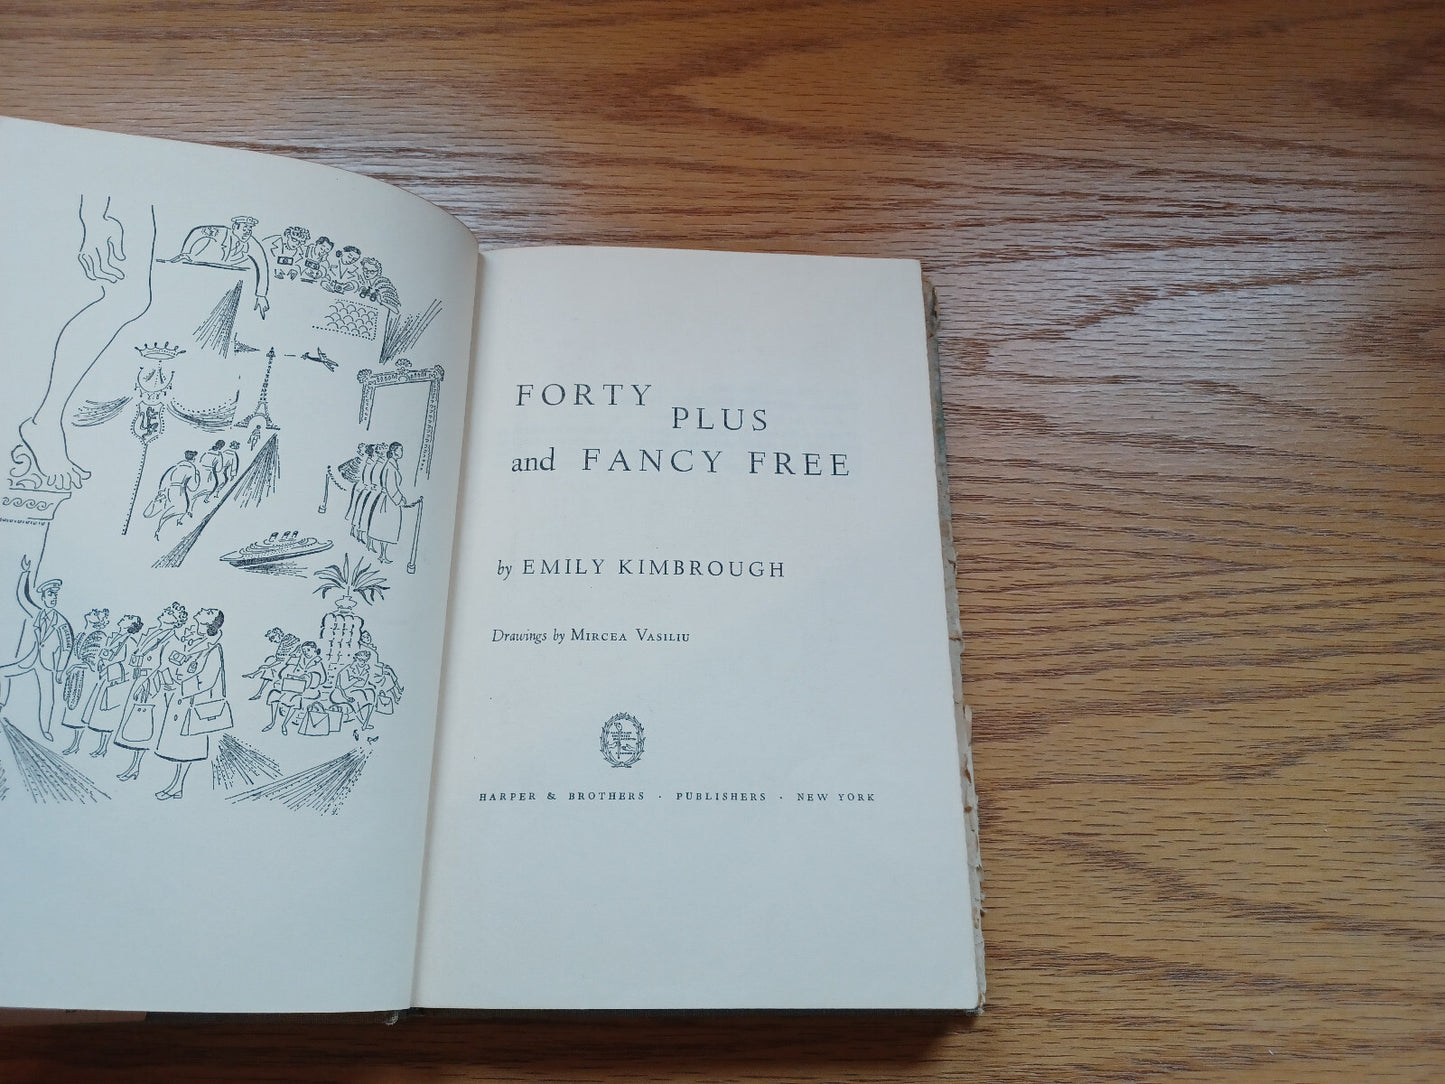 FORTY PLUS
and FANCY FREE
by EMILY KIMBROUGH
Drawings by MIRCEA VASILIU
HARPER & BROTHERS · PUBLISHERS · NEW YORK